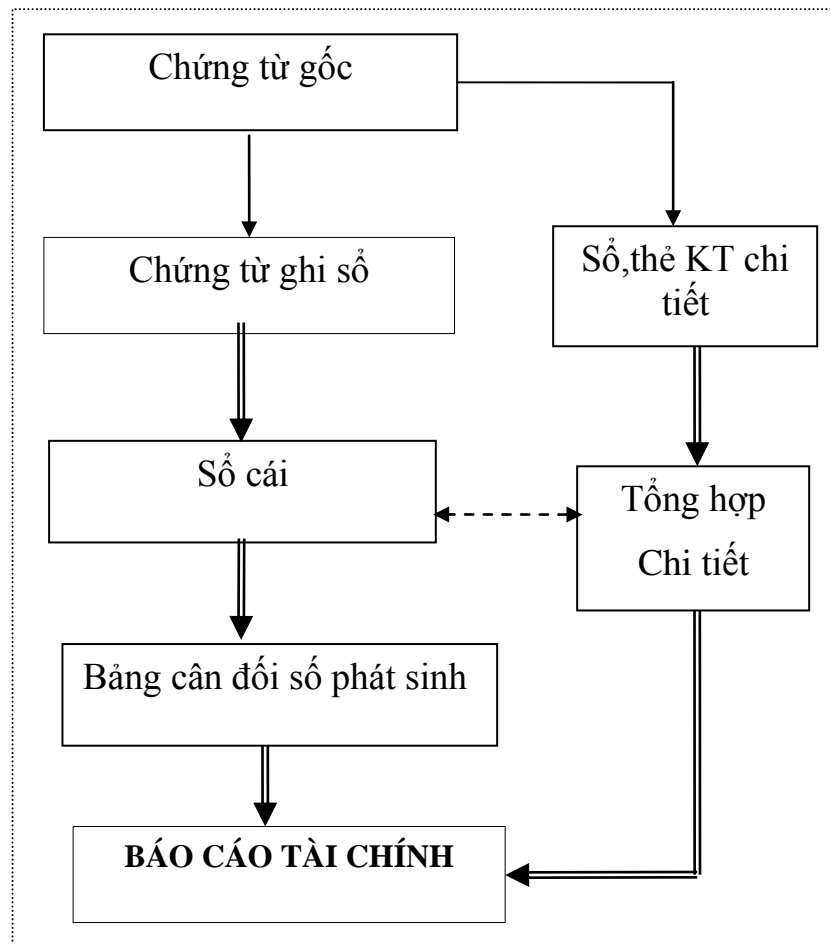 Chứng từ gốc
Chứng từ ghi sổ
Sổ,thẻ KT chi
tiết
Sổ cái
Tổng hợp
Chi tiết
Bảng cân đối số phát sinh
BÁO CÁO TÀI CHÍNH